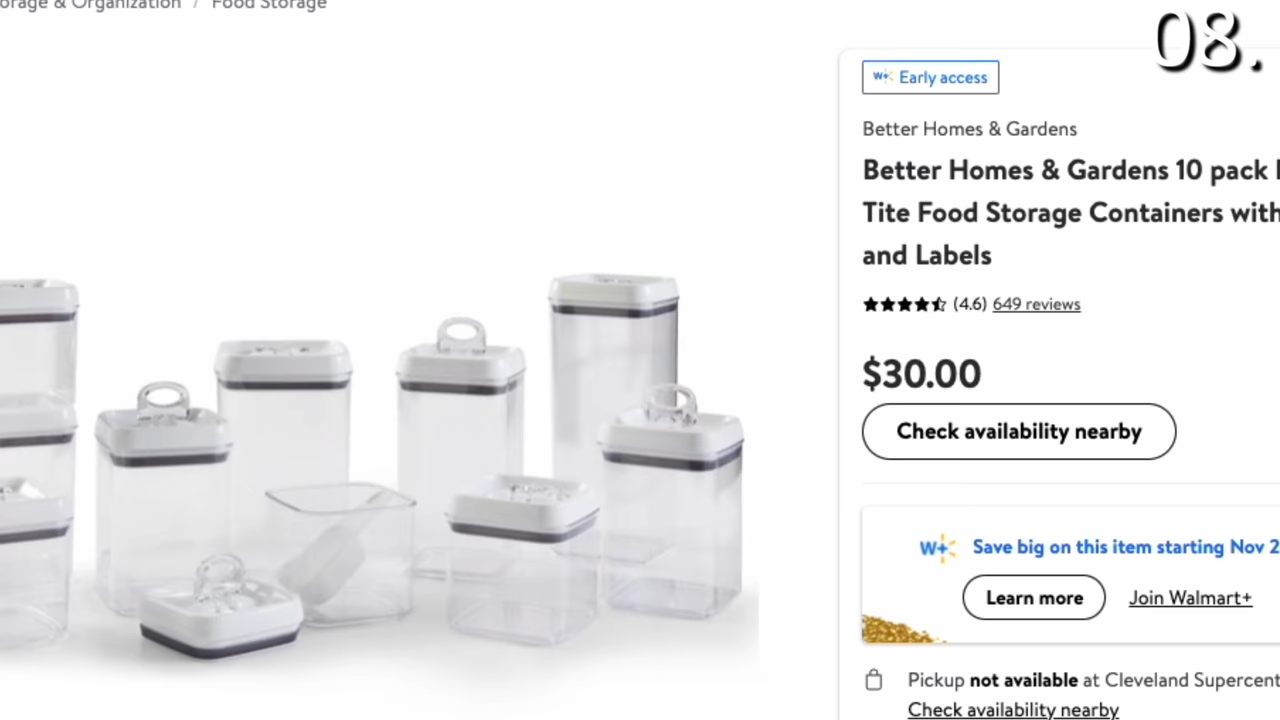 orage & Organization / Food Storage
08.
W+ Early access
Better Homes & Gardens
Better Homes & Gardens 10 pack
Tite Food Storage Containers with
and Labels
(4.6) 649 reviews
$30.00
Check availability nearby
W+ Save big on this item starting Nov 2
Learn more Join Walmart+
Pickup not available at Cleveland Supercent
Check availability nearby